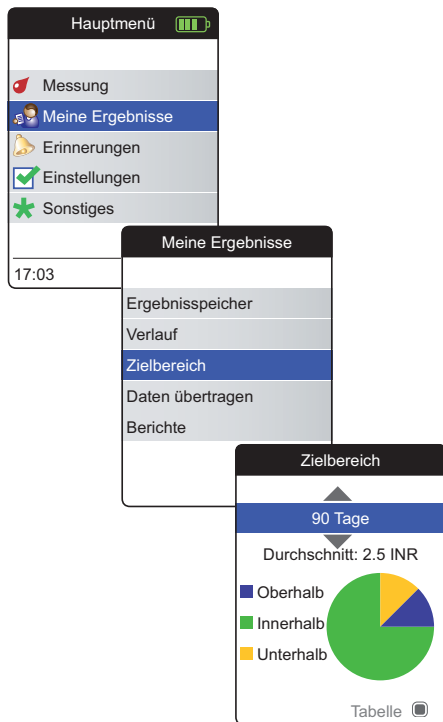 Hauptmenü
Messung
Meine Ergebnisse
Erinnerungen
Einstellungen
Sonstiges
17:03
Meine Ergebnisse
Ergebnisspeicher
Verlauf
Zielbereich
Daten übertragen
Berichte
Zielbereich
90 Tage
Durchschnitt: 2.5 INR
Oberhalb
Innerhalb
Unterhalb
Tabelle